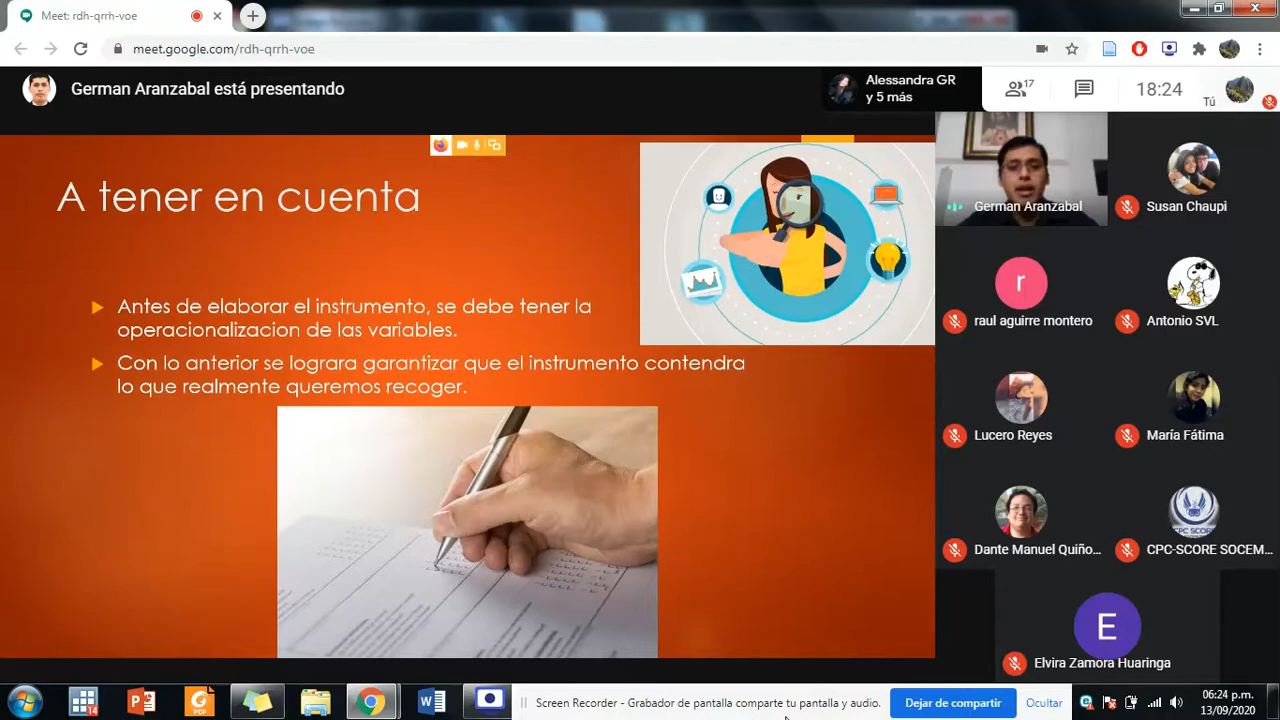 Meet: rdh-qrrh-voe
meet.google.com/rdh-qrrh-voe
German Aranzabal está presentando
Alessandra GR
y 5 más
17
18:24
Tú
A tener en cuenta
Antes de elaborar el instrumento, se debe tener la
operacionalizacion de las variables.
Con lo anterior se lograra garantizar que el instrumento contendra
lo que realmente queremos recoger.
German Aranzabal
Susan Chaupi
r
raul aguirre montero
Antonio SVL
Lucero Reyes
María Fátima
Dante Manuel Quiño...
CPC-SCORE SOCEM...
CPC SCORE
E
Elvira Zamora Huaringa
14
PDF
Screen Recorder - Grabador de pantalla comparte tu pantalla y audio.
Dejar de compartir
Ocultar
06:24 p.m.
13/09/2020